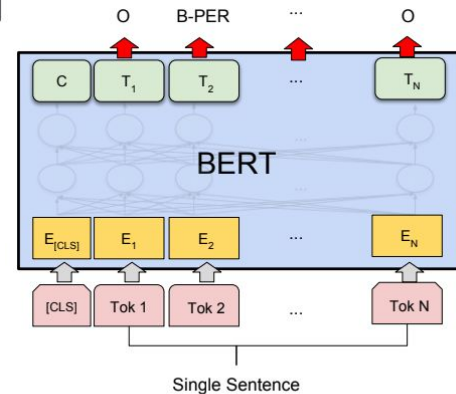 O B-PER ... O
C T1 T2 ... TN
...
BERT
...
E[CLS] E1 E2 ... EN
[CLS] Tok 1 Tok 2 ... Tok N
Single Sentence